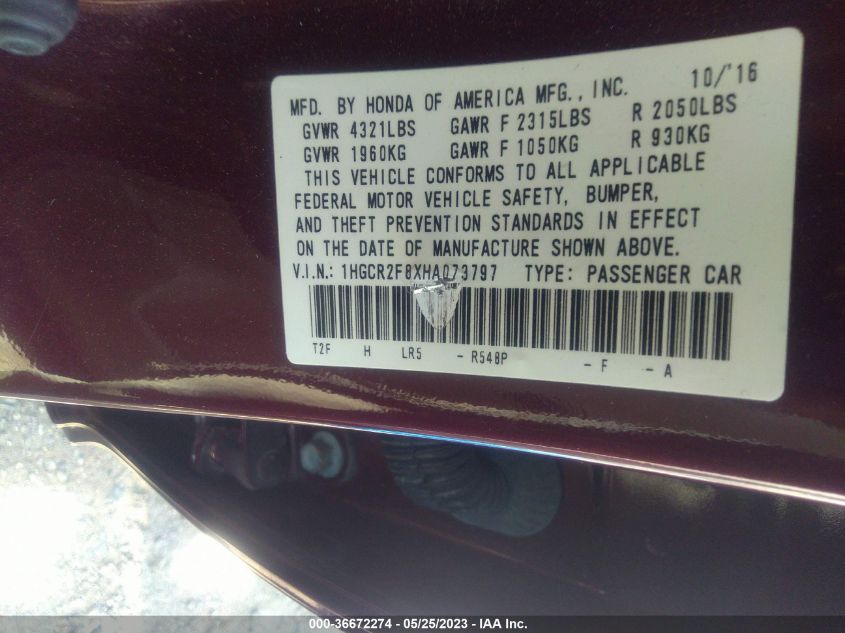 10/'16
MFD. BY HONDA OF AMERICA MFG., INC.
GVWR 4321LBS GAWR F 2315LBS R 2050LBS
GVWR 1960KG GAWR F 1050KG R 930KG
THIS VEHICLE CONFORMS TO ALL APPLICABLE
FEDERAL MOTOR VEHICLE SAFETY, BUMPER,
AND THEFT PREVENTION STANDARDS IN EFFECT
ON THE DATE OF MANUFACTURE SHOWN ABOVE.
V.I.N.: 1HGCR2F8XHA073797 TYPE: PASSENGER CAR
T2F H LR5 - R548P - F - A
000-36672274 - 05/25/2023 - IAA Inc.